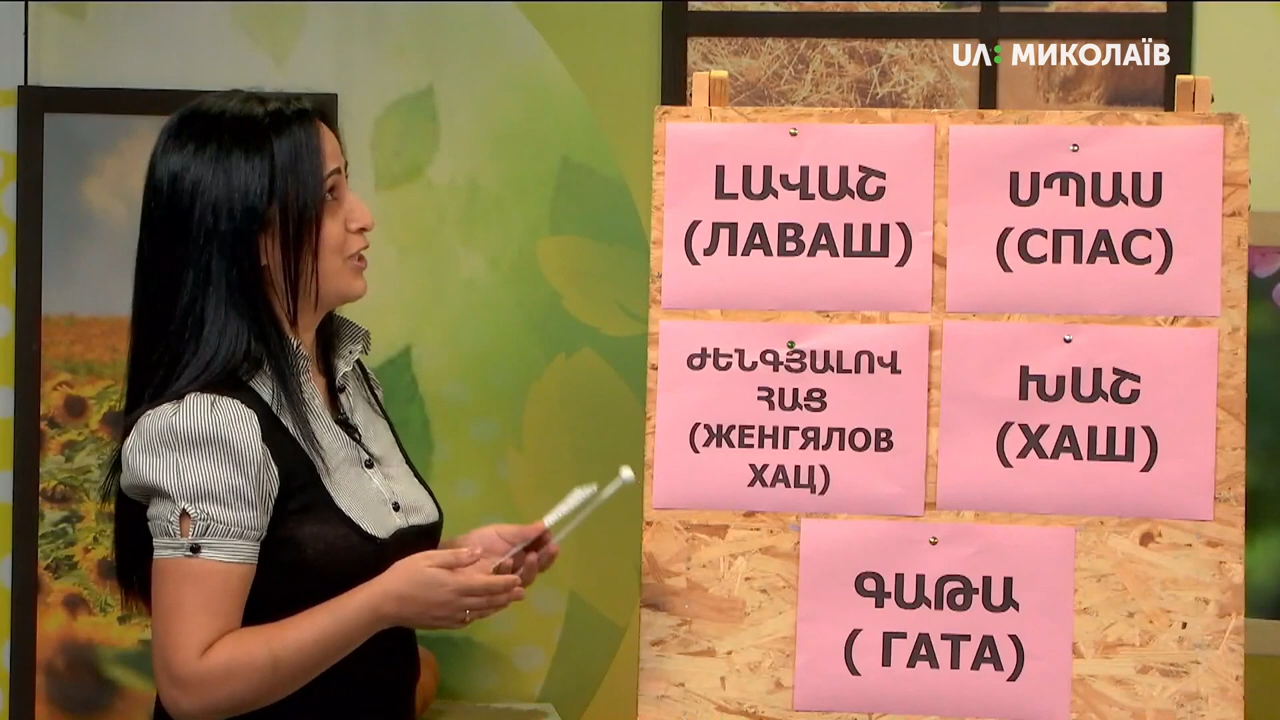 UA: МИКОЛАЇВ
ԼԱՎԱՇ
(ЛАВАШ)
ՍՊԱՍ
(СПАС)
ԺԵՆԳՅԱԼՈՎ
ՀԱՑ
(ЖЕНГЯЛОВ
ХАЦ)
ԽԱՇ
(ХАШ)
ԳԱԹԱ
( ГАТА)